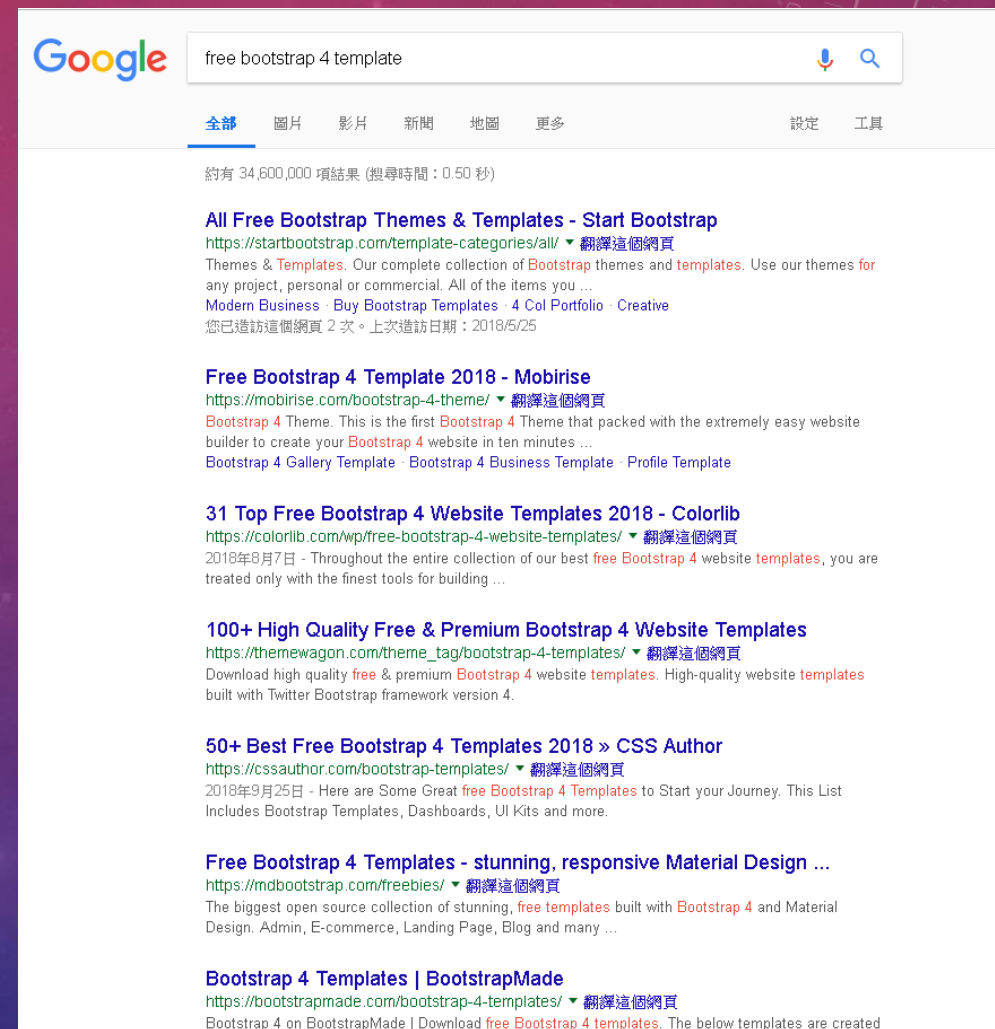 Google
free bootstrap 4 template
全部 圖片 影片 新聞 地圖 更多 設定 工具
約有 34,600,000 項結果 (搜尋時間：0.50 秒)
All Free Bootstrap Themes & Templates - Start Bootstrap
https://startbootstrap.com/template-categories/all/ ▼ 翻譯這個網頁
Themes & Templates. Our complete collection of Bootstrap themes and templates. Use our themes for
any project, personal or commercial. All of the items you ...
Modern Business · Buy Bootstrap Templates · 4 Col Portfolio · Creative
您已造訪這個網頁 2 次。上次造訪日期：2018/5/25
Free Bootstrap 4 Template 2018 - Mobirise
https://mobirise.com/bootstrap-4-theme/ ▼ 翻譯這個網頁
Bootstrap 4 Theme. This is the first Bootstrap 4 Theme that packed with the extremely easy website
builder to create your Bootstrap 4 website in ten minutes ...
Bootstrap 4 Gallery Template · Bootstrap 4 Business Template · Profile Template
31 Top Free Bootstrap 4 Website Templates 2018 - Colorlib
https://colorlib.com/wp/free-bootstrap-4-website-templates/ ▼ 翻譯這個網頁
2018年8月7日 - Throughout the entire collection of our best free Bootstrap 4 website templates, you are
treated only with the finest tools for building ...
100+ High Quality Free & Premium Bootstrap 4 Website Templates
https://themewagon.com/theme_tag/bootstrap-4-templates/ ▼ 翻譯這個網頁
Download high quality free & premium Bootstrap 4 website templates. High-quality website templates
built with Twitter Bootstrap framework version 4.
50+ Best Free Bootstrap 4 Templates 2018 » CSS Author
https://cssauthor.com/bootstrap-templates/ ▼ 翻譯這個網頁
2018年9月25日 - Here are Some Great free Bootstrap 4 Templates to Start your Journey. This List
Includes Bootstrap Templates, Dashboards, UI Kits and more.
Free Bootstrap 4 Templates - stunning, responsive Material Design ...
https://mdbootstrap.com/freebies/ ▼ 翻譯這個網頁
The biggest open source collection of stunning, free templates built with Bootstrap 4 and Material
Design. Admin, E-commerce, Landing Page, Blog and many ...
Bootstrap 4 Templates | BootstrapMade
https://bootstrapmade.com/bootstrap-4-templates/ ▼ 翻譯這個網頁
Bootstrap 4 on BootstrapMade | Download free Bootstrap 4 templates. The below templates are created